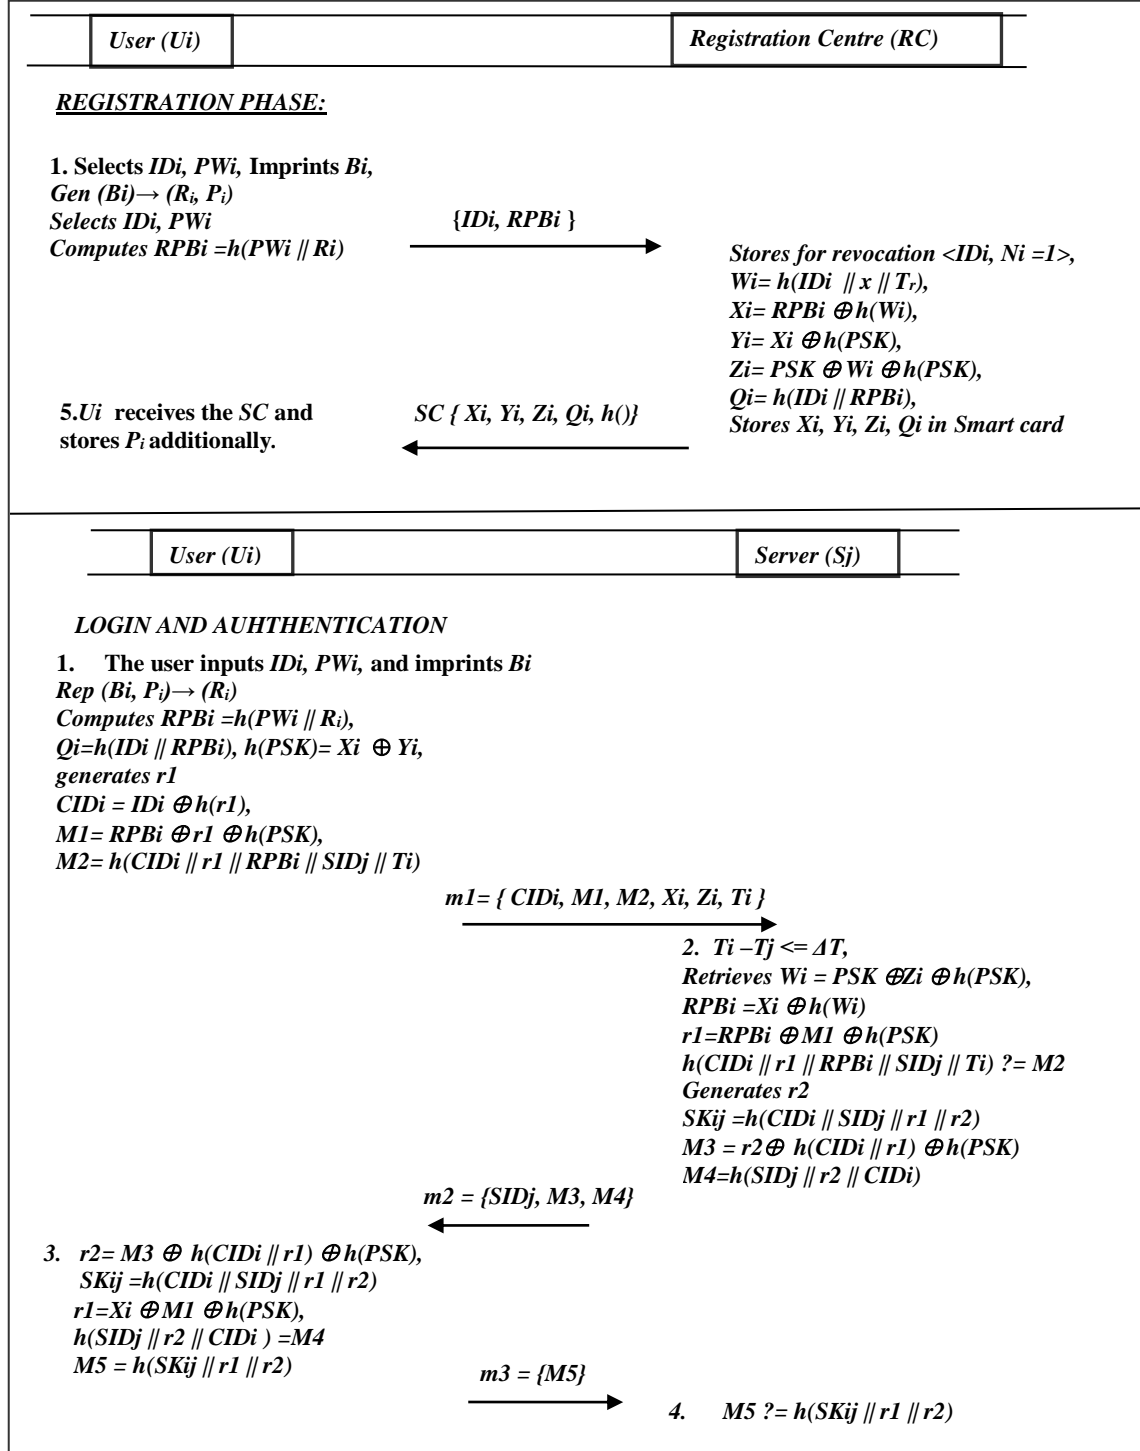 User (Ui)
Registration Centre (RC)
REGISTRATION PHASE:
1. Selects IDi, PWi, Imprints Bi,
Gen (Bi)→ (Ri, Pi)
Selects IDi, PWi
Computes RPBi =h(PWi || Ri)
{IDi, RPBi }
Stores for revocation <IDi, Ni =1>,
Wi= h(IDi || x || Tr),
Xi= RPBi ⊕ h(Wi),
Yi= Xi ⊕ h(PSK),
Zi= PSK ⊕ Wi ⊕ h(PSK),
Qi= h(IDi || RPBi),
Stores Xi, Yi, Zi, Qi in Smart card
SC { Xi, Yi, Zi, Qi, h()}
5.Ui receives the SC and
stores Pi additionally.
User (Ui)
Server (Sj)
LOGIN AND AUHTHENTICATION
1. The user inputs IDi, PWi, and imprints Bi
Rep (Bi, Pi)→ (Ri)
Computes RPBi =h(PWi || Ri),
Qi=h(IDi || RPBi), h(PSK)= Xi ⊕ Yi,
generates r1
CIDi = IDi ⊕ h(r1),
M1= RPBi ⊕ r1 ⊕ h(PSK),
M2= h(CIDi || r1 || RPBi || SIDj || Ti)
m1= { CIDi, M1, M2, Xi, Zi, Ti }
2. Ti –Tj <= ΔT,
Retrieves Wi = PSK ⊕Zi ⊕ h(PSK),
RPBi =Xi ⊕ h(Wi)
r1=RPBi ⊕ M1 ⊕ h(PSK)
h(CIDi || r1 || RPBi || SIDj || Ti) ?= M2
Generates r2
SKij =h(CIDi || SIDj || r1 || r2)
M3 = r2⊕ h(CIDi || r1) ⊕ h(PSK)
M4=h(SIDj || r2 || CIDi)
m2 = {SIDj, M3, M4}
3. r2= M3 ⊕ h(CIDi || r1) ⊕ h(PSK),
SKij =h(CIDi || SIDj || r1 || r2)
r1=Xi ⊕ M1 ⊕ h(PSK),
h(SIDj || r2 || CIDi ) =M4
M5 = h(SKij || r1 || r2)
m3 = {M5}
4. M5 ?= h(SKij || r1 || r2)